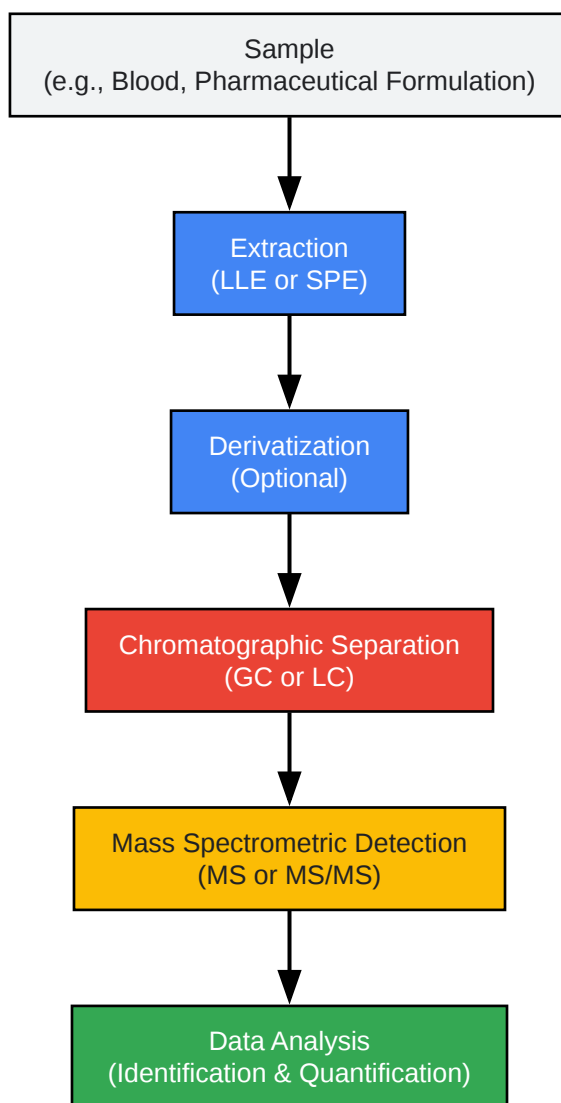 Sample
(e.g., Blood, Pharmaceutical Formulation)
Extraction
(LLE or SPE)
Derivatization
(Optional)
Chromatographic Separation
(GC or LC)
Mass Spectrometric Detection
(MS or MS/MS)
Data Analysis
(Identification & Quantification)